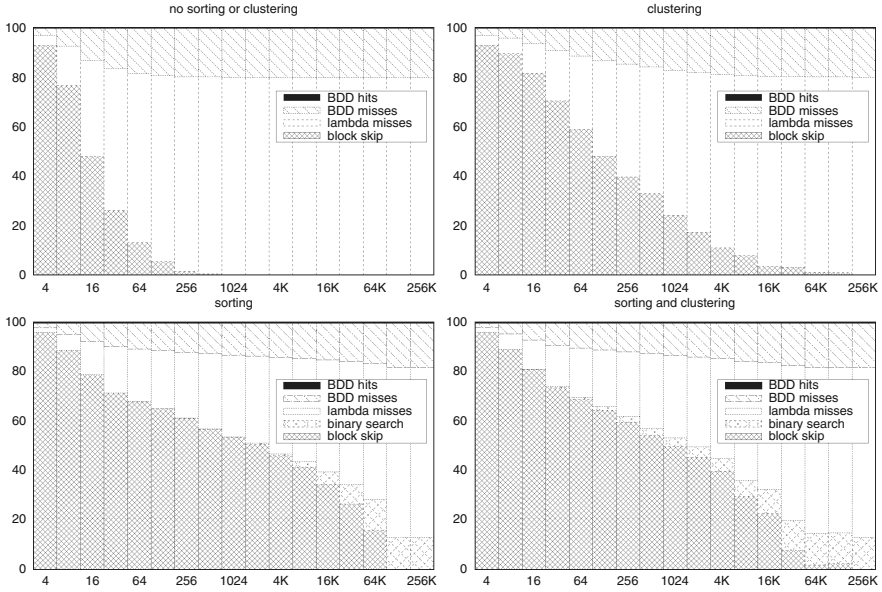 no sorting or clustering
100
80
60
40
20
0
BDD hits
BDD misses
lambda misses
block skip
4 16 64 256 1024 4K 16K 64K 256K
clustering
100
80
60
40
20
0
BDD hits
BDD misses
lambda misses
block skip
4 16 64 256 1024 4K 16K 64K 256K
sorting
100
80
60
40
20
0
BDD hits
BDD misses
lambda misses
binary search
block skip
4 16 64 256 1024 4K 16K 64K 256K
sorting and clustering
100
80
60
40
20
0
BDD hits
BDD misses
lambda misses
binary search
block skip
4 16 64 256 1024 4K 16K 64K 256K